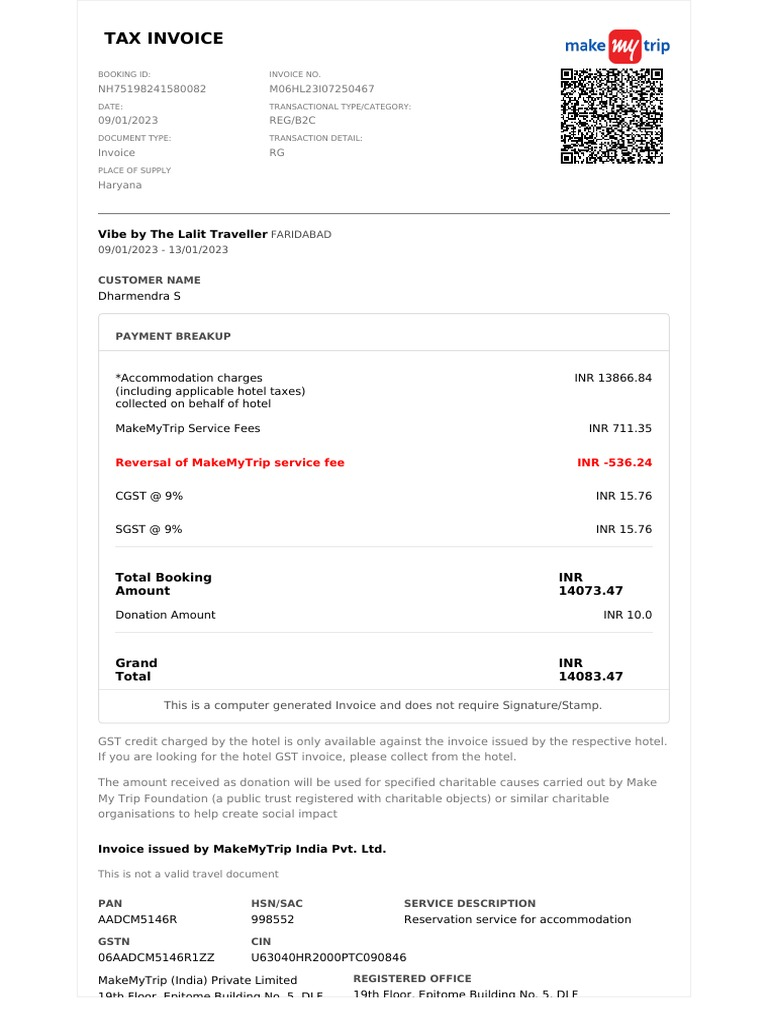 TAX INVOICE
make my trip
BOOKING ID:
NH75198241580082
INVOICE NO.
M06HL23I07250467
DATE:
09/01/2023
TRANSACTIONAL TYPE/CATEGORY:
REG/B2C
DOCUMENT TYPE:
Invoice
TRANSACTION DETAIL:
RG
PLACE OF SUPPLY
Haryana
Vibe by The Lalit Traveller FARIDABAD
09/01/2023 - 13/01/2023
CUSTOMER NAME
Dharmendra S
PAYMENT BREAKUP
*Accommodation charges INR 13866.84
(including applicable hotel taxes)
collected on behalf of hotel
MakeMyTrip Service Fees INR 711.35
Reversal of MakeMyTrip service fee INR -536.24
CGST @ 9% INR 15.76
SGST @ 9% INR 15.76
Total Booking INR
Amount 14073.47
Donation Amount INR 10.0
Grand INR
Total 14083.47
This is a computer generated Invoice and does not require Signature/Stamp.
GST credit charged by the hotel is only available against the invoice issued by the respective hotel.
If you are looking for the hotel GST invoice, please collect from the hotel.
The amount received as donation will be used for specified charitable causes carried out by Make
My Trip Foundation (a public trust registered with charitable objects) or similar charitable
organisations to help create social impact
Invoice issued by MakeMyTrip India Pvt. Ltd.
This is not a valid travel document
PAN
AADCM5146R
HSN/SAC
998552
SERVICE DESCRIPTION
Reservation service for accommodation
GSTN
06AADCM5146R1ZZ
CIN
U63040HR2000PTC090846
MakeMyTrip (India) Private Limited
19th Floor, Epitome Building No. 5, DLF
REGISTERED OFFICE
19th Floor, Epitome Building No. 5, DLF